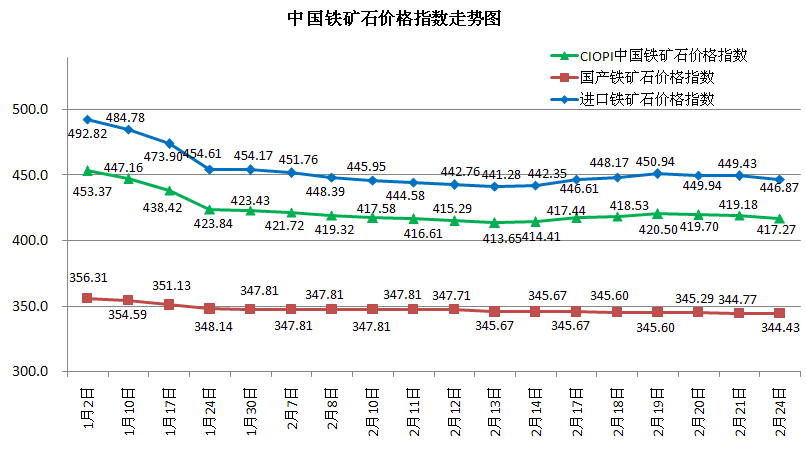 中国铁矿石价格指数走势图
CIOPI中国铁矿石价格指数
国产铁矿石价格指数
进口铁矿石价格指数
500.0
450.0
400.0
350.0
300.0
492.82 484.78 473.90 454.61 454.17 451.76 448.39 445.95 444.58 442.76 441.28 442.35 446.61 448.17 450.94 449.94 449.43 446.87
453.37 447.16 438.42 423.84 423.43 421.72 419.32 417.58 416.61 415.29 413.65 414.41 417.44 418.53 420.50 419.70 419.18 417.27
356.31 354.59 351.13 348.14 347.81 347.81 347.81 347.81 347.81 347.71 345.67 345.67 345.67 345.60 345.60 345.29 344.77 344.43
1月2日 1月10日 1月17日 1月24日 1月30日 2月7日 2月8日 2月10日 2月11日 2月12日 2月13日 2月14日 2月17日 2月18日 2月19日 2月20日 2月21日 2月24日